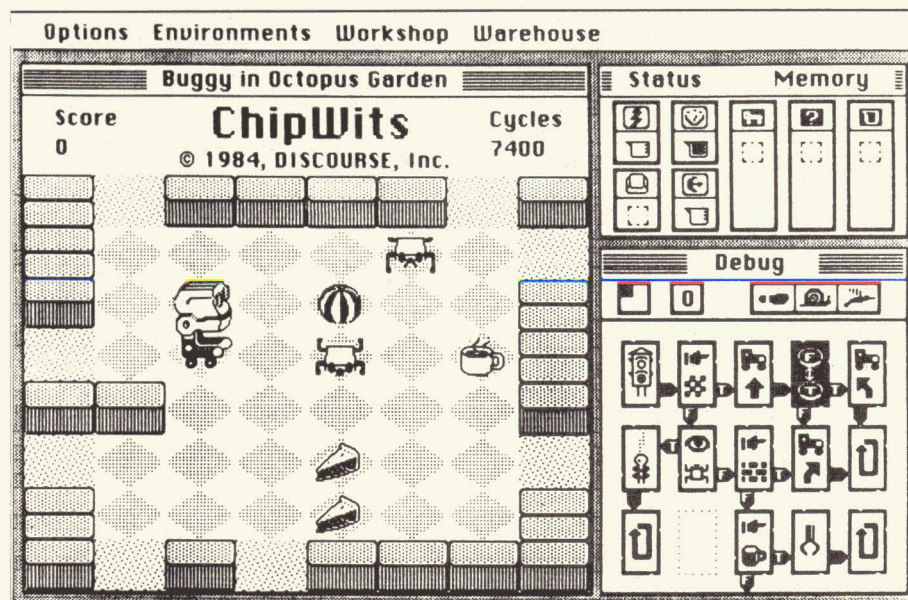 Options Environments Workshop Warehouse
Buggy in Octopus Garden
Score
0
ChipWits
© 1984, DISCOURSE, Inc.
Cycles
7400
Status Memory
Debug
0